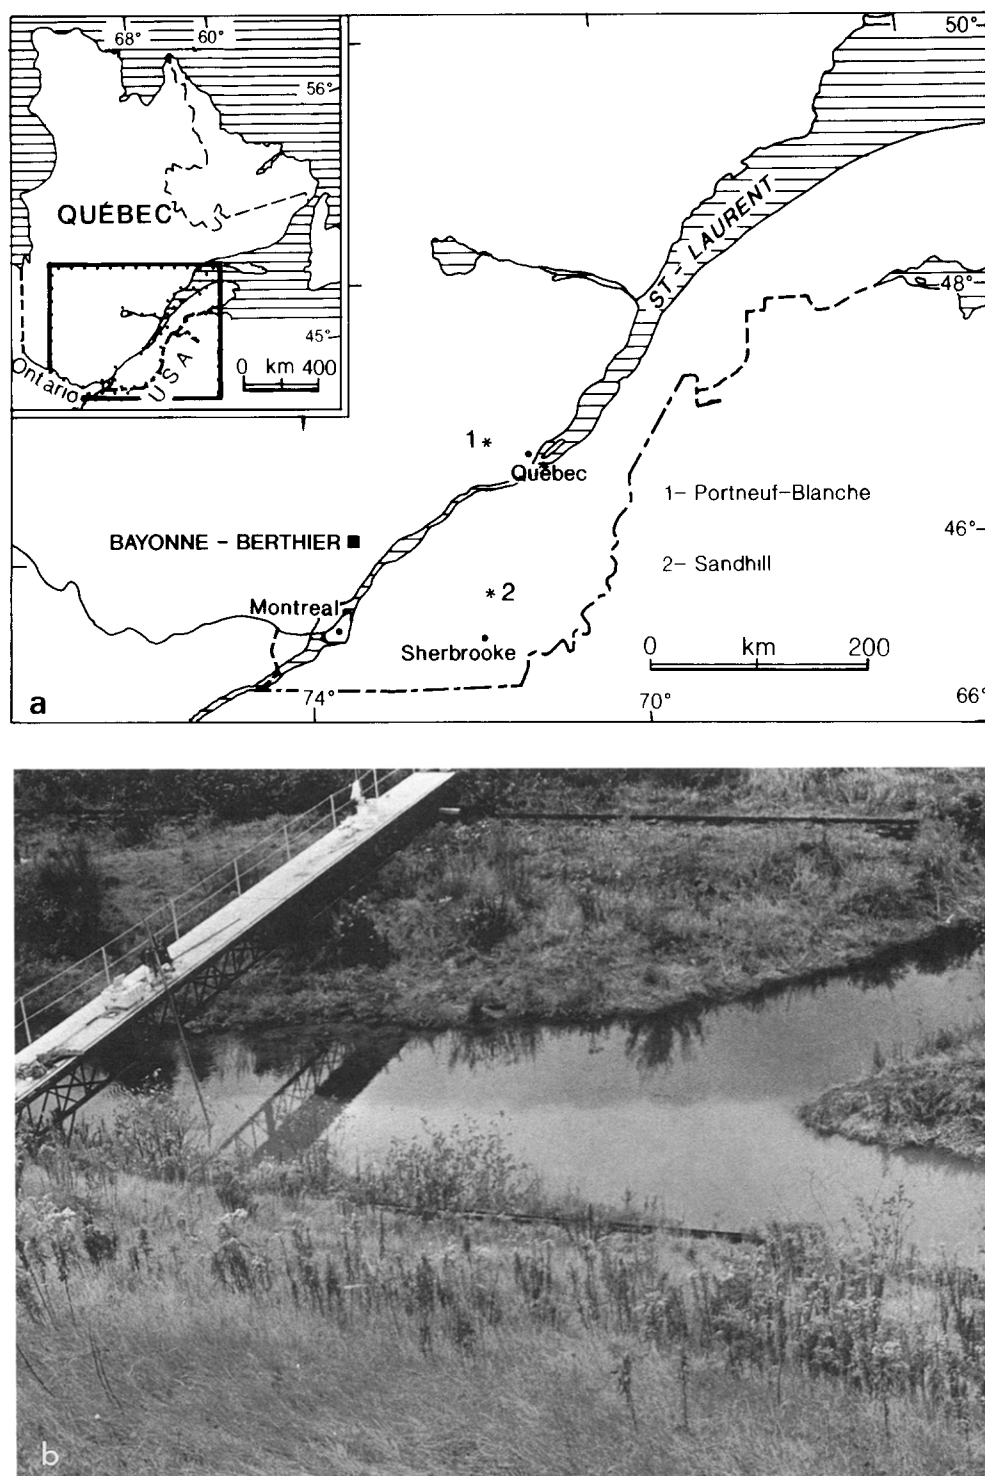 68° 60°
56°
QUÉBEC
45°
Ontario
USA
0 km 400
50°
ST-LAURENT
48°
1*
Québec
1- Portneuf-Blanche
46°
BAYONNE - BERTHIER
2- Sandhill
*2
Montreal
Sherbrooke
0 km 200
a
74° 70° 66°
b